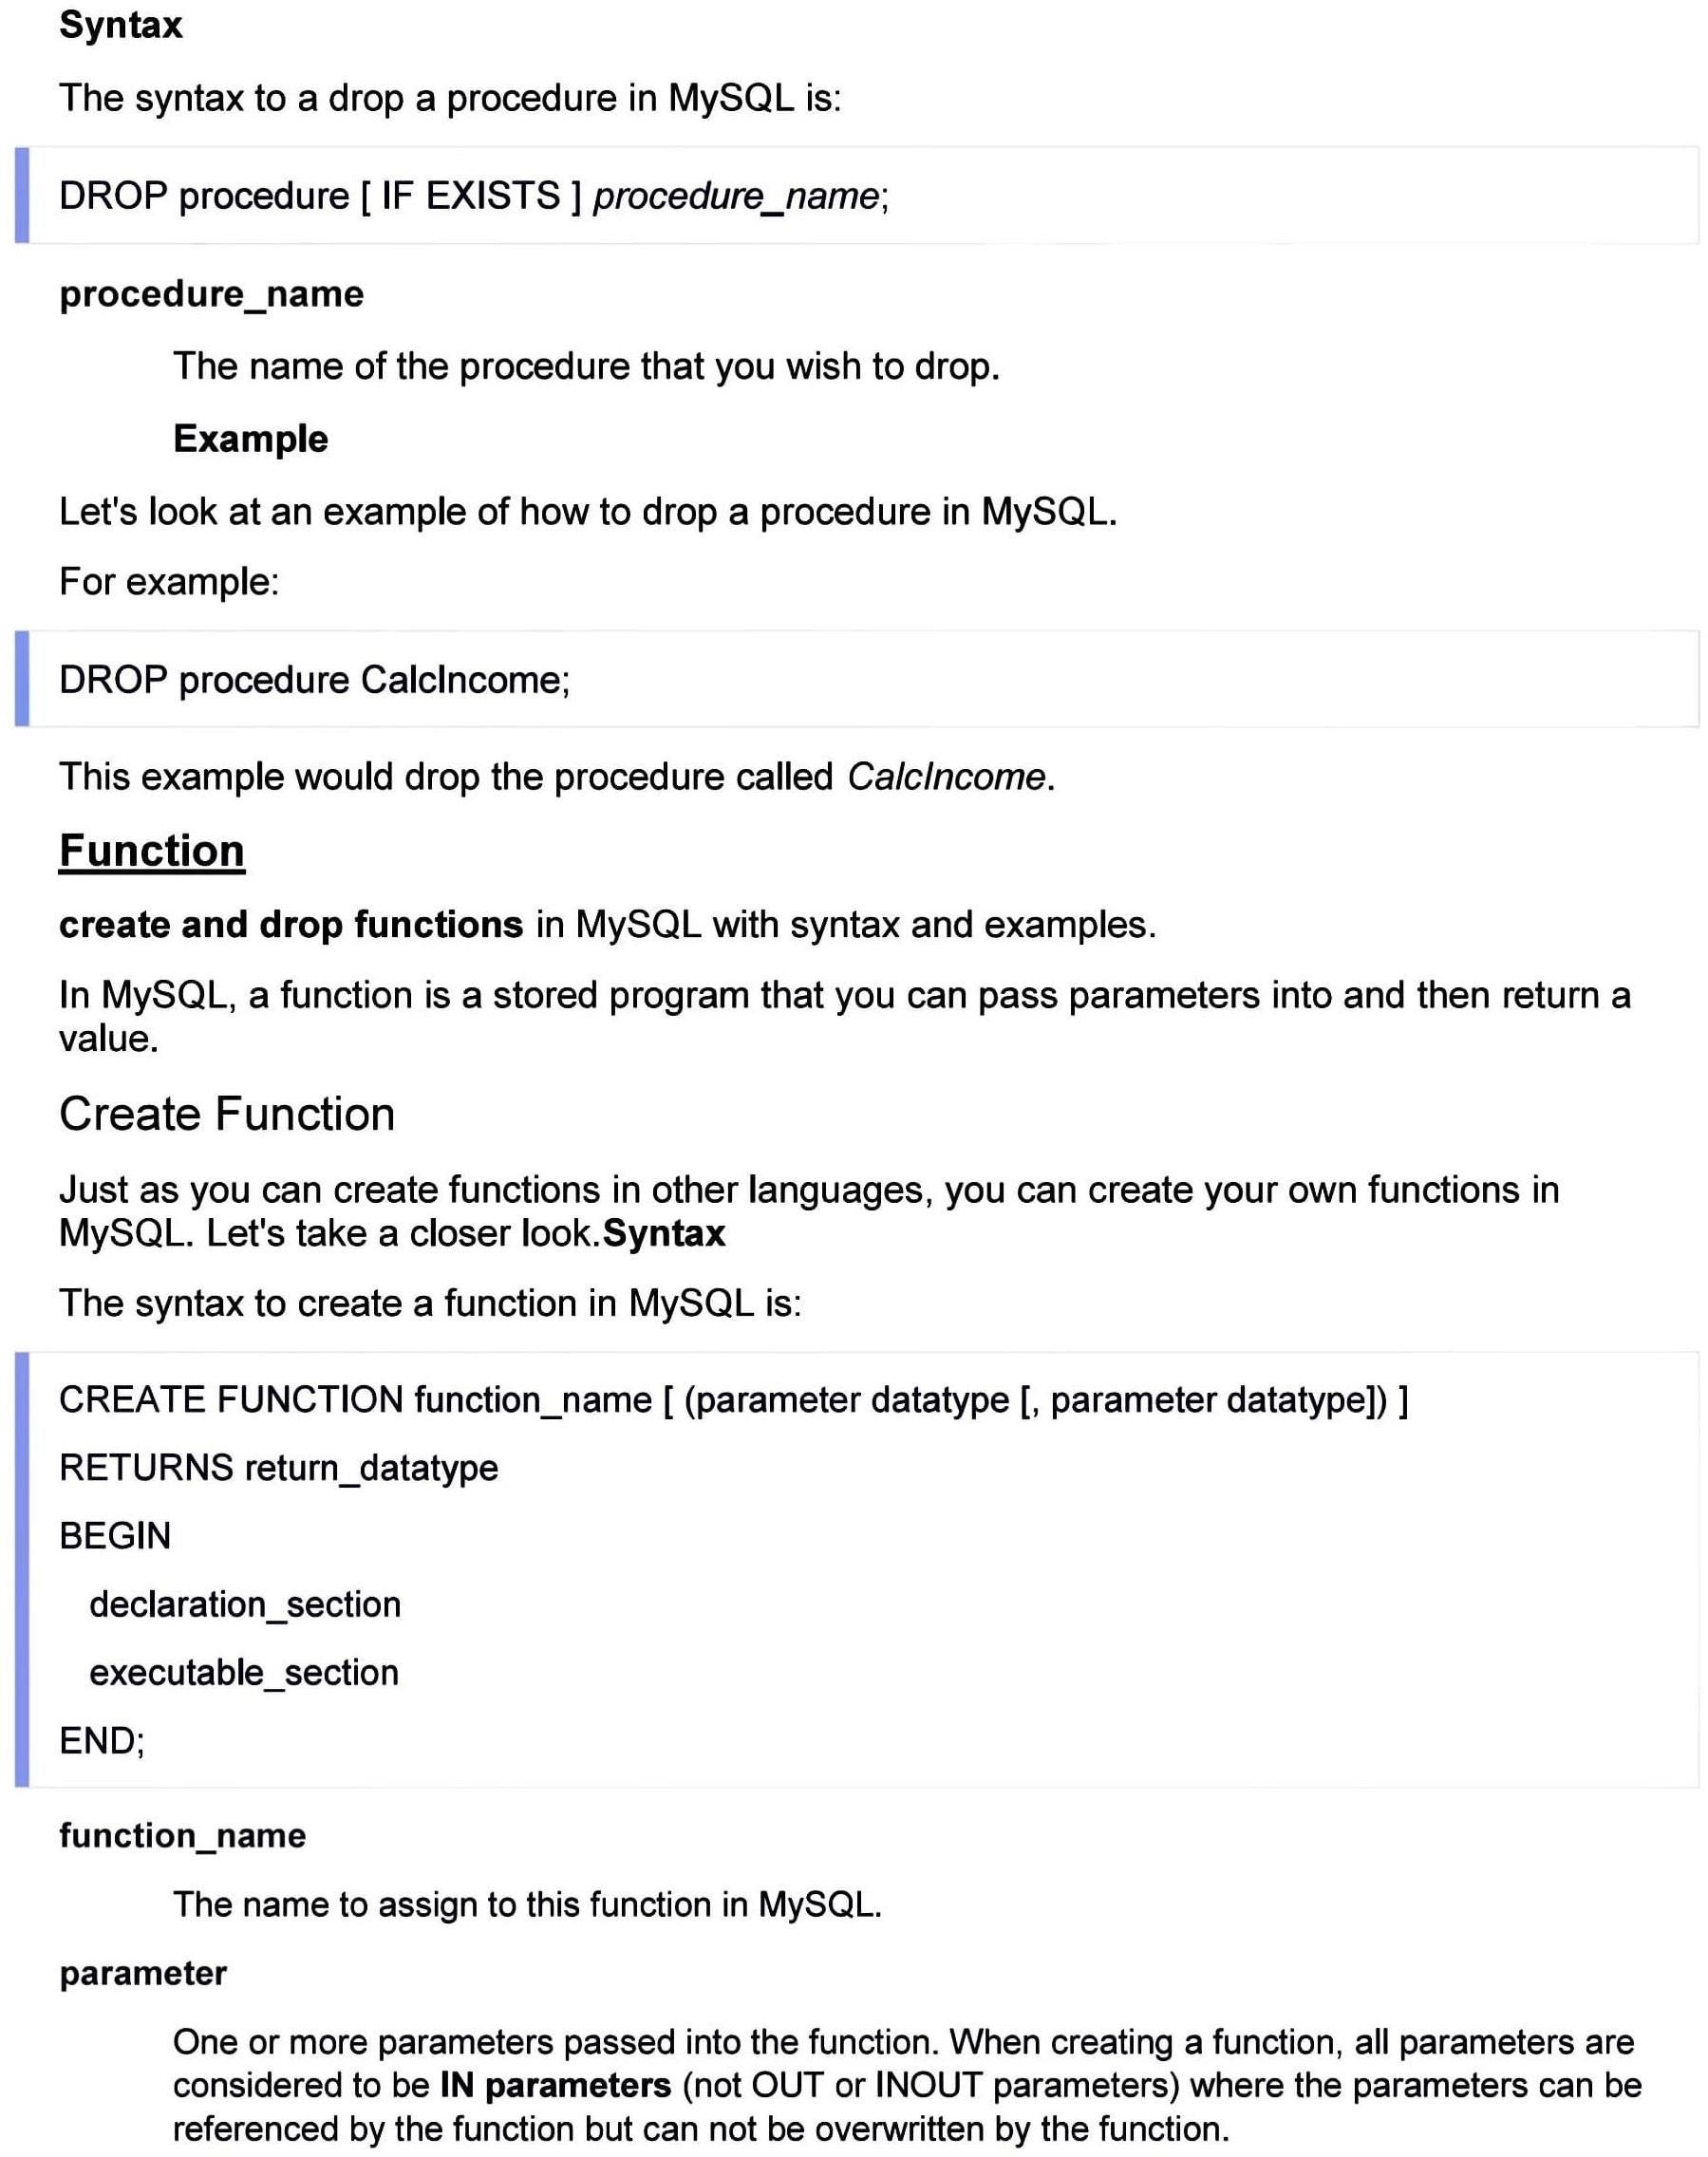 Syntax
The syntax to a drop a procedure in MySQL is:
DROP procedure [ IF EXISTS ] procedure_name;
procedure_name
The name of the procedure that you wish to drop.
Example
Let's look at an example of how to drop a procedure in MySQL.
For example:
DROP procedure CalcIncome;
This example would drop the procedure called CalcIncome.
Function
create and drop functions in MySQL with syntax and examples.
In MySQL, a function is a stored program that you can pass parameters into and then return a
value.
Create Function
Just as you can create functions in other languages, you can create your own functions in
MySQL. Let's take a closer look.Syntax
The syntax to create a function in MySQL is:
CREATE FUNCTION function_name [ (parameter datatype [, parameter datatype]) ]
RETURNS return_datatype
BEGIN
declaration_section
executable_section
END;
function_name
The name to assign to this function in MySQL.
parameter
One or more parameters passed into the function. When creating a function, all parameters are
considered to be IN parameters (not OUT or INOUT parameters) where the parameters can be
referenced by the function but can not be overwritten by the function.